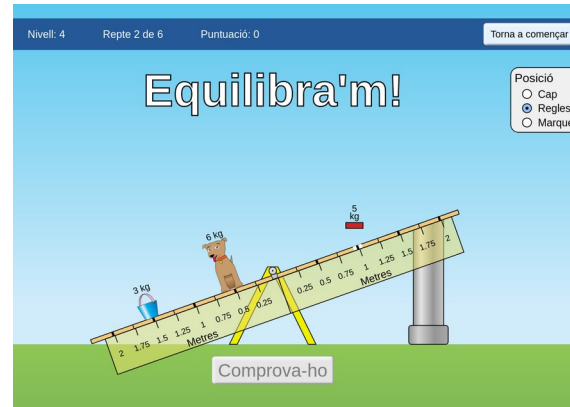 Nivell: 4 Repte 2 de 6 Puntuació: 0 Torna a començar
Equilibra'm!
Posició
Cap
Regles
Marque
5
kg
6 kg
3 kg
2 1.75 1.5 1.25 1 0.75 0.5 0.25 0.25 0.5 0.75 1 1.25 1.5 1.75 2
Metres Metres
Comprova-ho